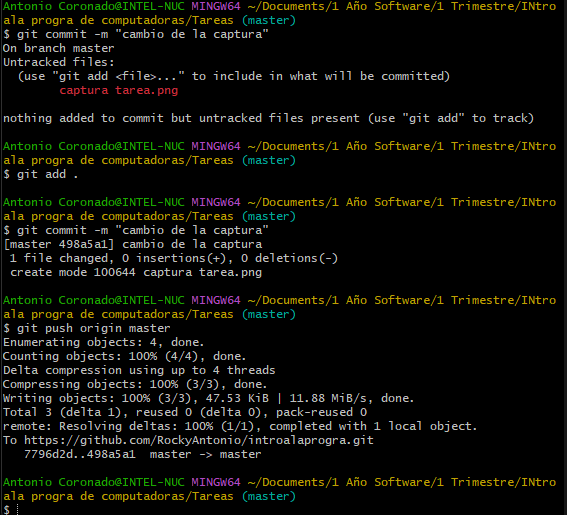 Antonio Coronado@INTEL-NUC MINGW64 ~/Documents/1 Año Software/1 Trimestre/INtro
ala progra de computadoras/Tareas (master)
$ git commit -m "cambio de la captura"
On branch master
Untracked files:
  (use "git add <file>..." to include in what will be committed)
        captura tarea.png

nothing added to commit but untracked files present (use "git add" to track)

Antonio Coronado@INTEL-NUC MINGW64 ~/Documents/1 Año Software/1 Trimestre/INtro
ala progra de computadoras/Tareas (master)
$ git add .

Antonio Coronado@INTEL-NUC MINGW64 ~/Documents/1 Año Software/1 Trimestre/INtro
ala progra de computadoras/Tareas (master)
$ git commit -m "cambio de la captura"
[master 498a5a1] cambio de la captura
 1 file changed, 0 insertions(+), 0 deletions(-)
 create mode 100644 captura tarea.png

Antonio Coronado@INTEL-NUC MINGW64 ~/Documents/1 Año Software/1 Trimestre/INtro
ala progra de computadoras/Tareas (master)
$ git push origin master
Enumerating objects: 4, done.
Counting objects: 100% (4/4), done.
Delta compression using up to 4 threads
Compressing objects: 100% (3/3), done.
Writing objects: 100% (3/3), 47.53 KiB | 11.88 MiB/s, done.
Total 3 (delta 1), reused 0 (delta 0), pack-reused 0
remote: Resolving deltas: 100% (1/1), completed with 1 local object.
To https://github.com/RockyAntonio/introalaprogra.git
   7796d2d..498a5a1  master -> master

Antonio Coronado@INTEL-NUC MINGW64 ~/Documents/1 Año Software/1 Trimestre/INtro
ala progra de computadoras/Tareas (master)
$